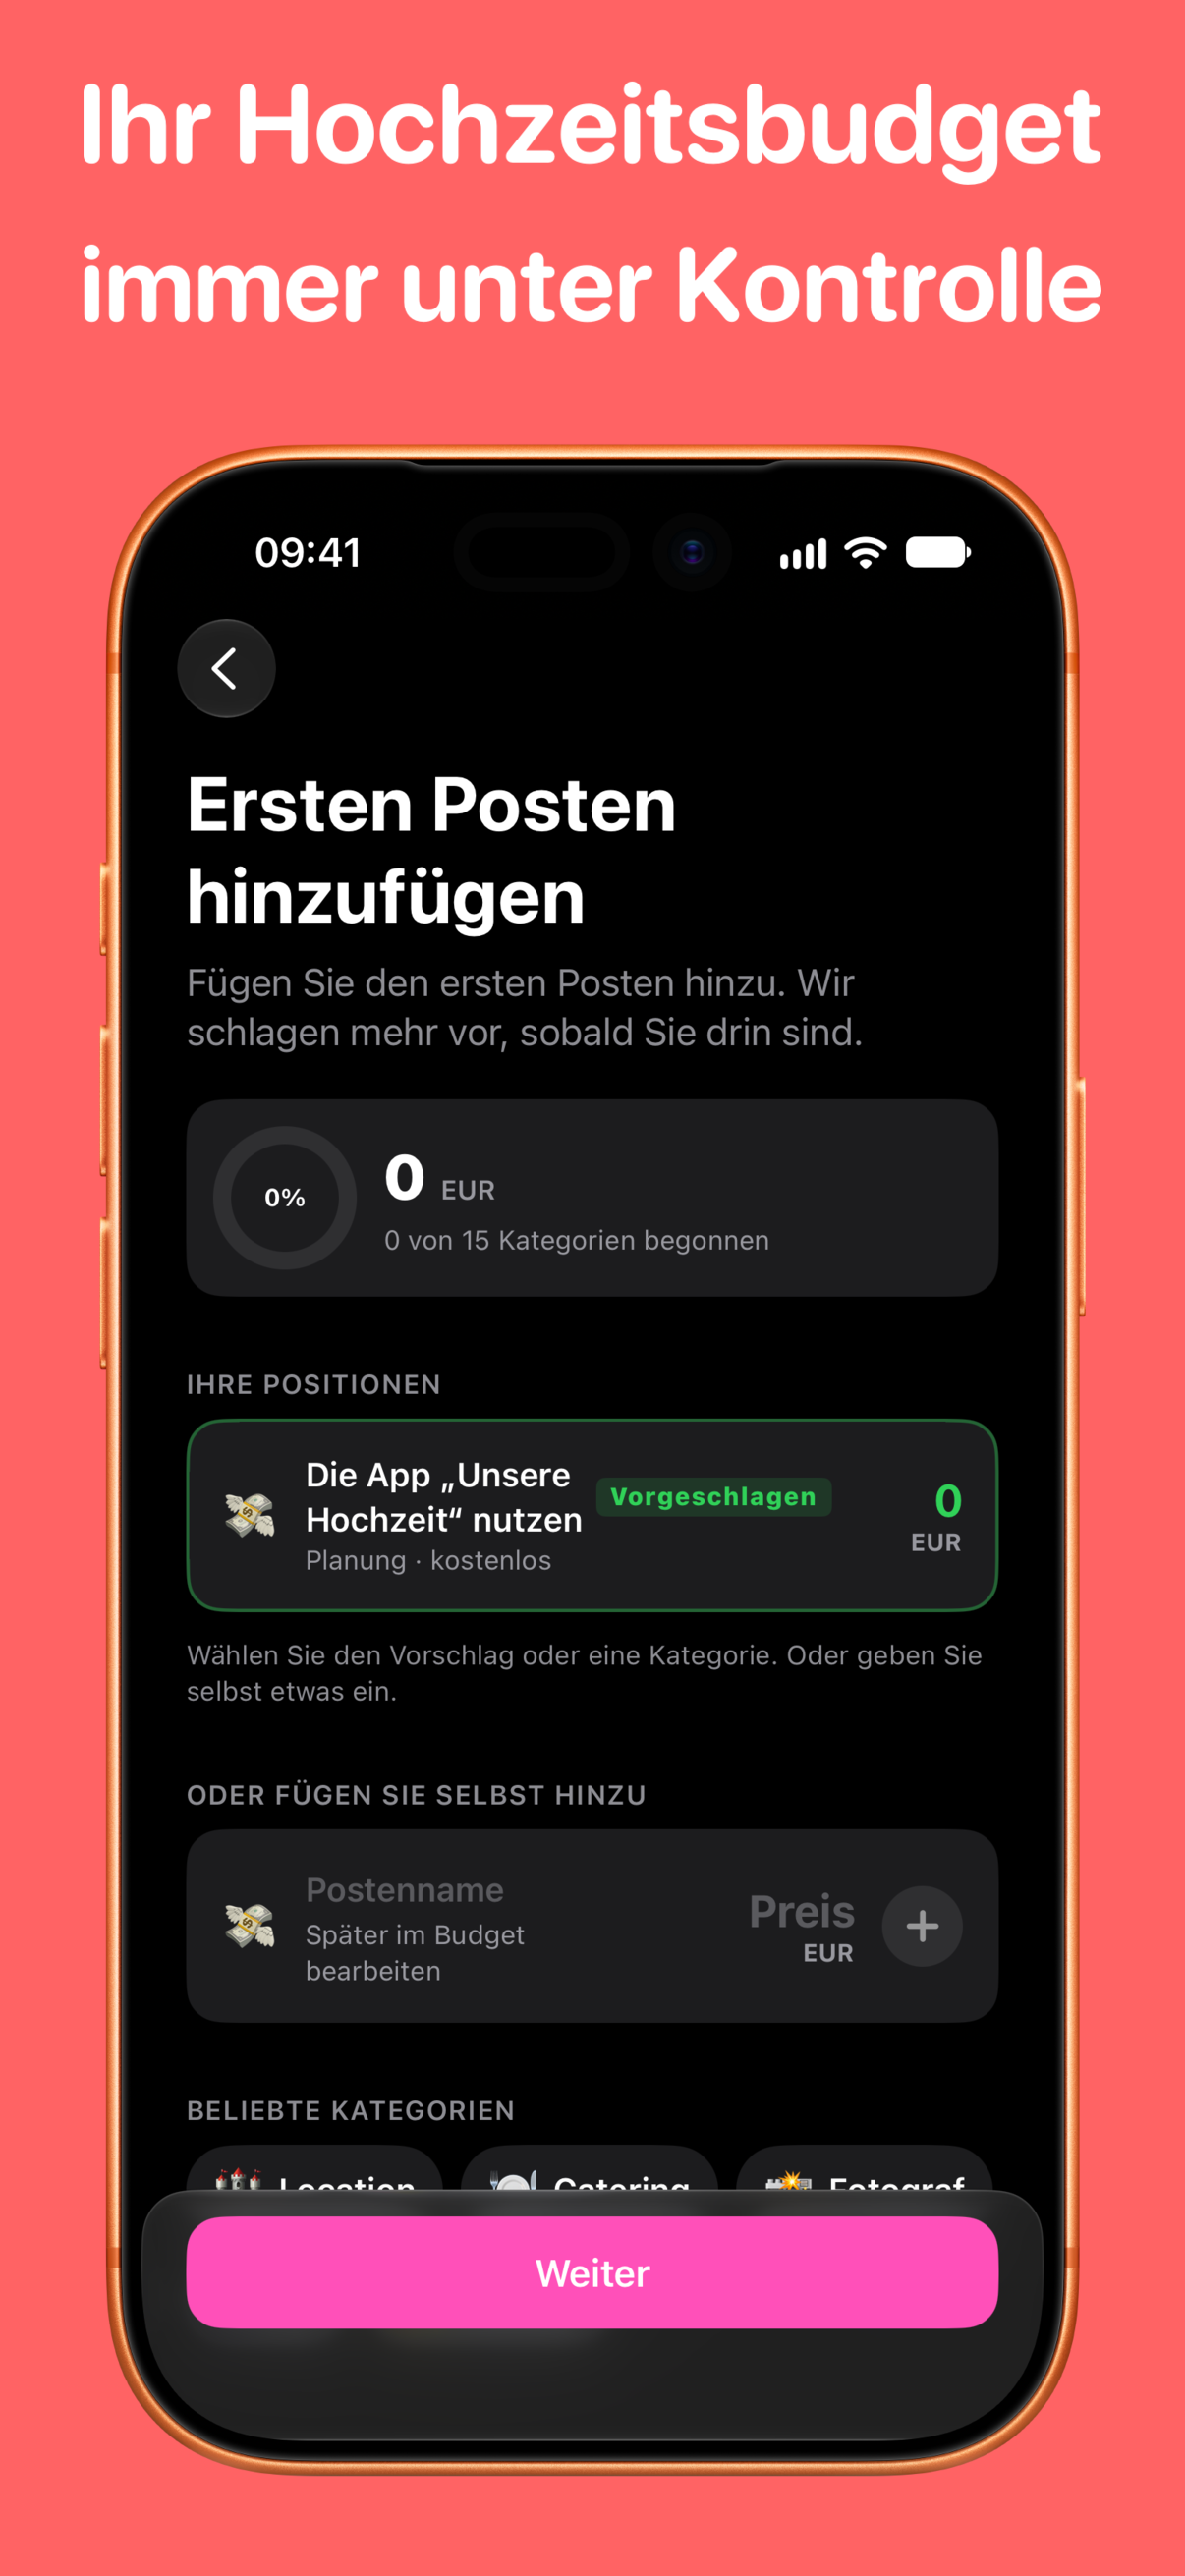 Ihr Hochzeitsbudget
immer unter Kontrolle
09:41
Ersten Posten
hinzufügen
Fügen Sie den ersten Posten hinzu. Wir
schlagen mehr vor, sobald Sie drin sind.
0%
0 EUR
0 von 15 Kategorien begonnen
IHRE POSITIONEN
Die App „Unsere
Hochzeit“ nutzen
Vorgeschlagen
Planung · kostenlos
0
EUR
Wählen Sie den Vorschlag oder eine Kategorie. Oder geben Sie
selbst etwas ein.
ODER FÜGEN SIE SELBST HINZU
Postenname
Später im Budget
bearbeiten
Preis
EUR
BELIEBTE KATEGORIEN
Location
Catering
Fotograf
Weiter